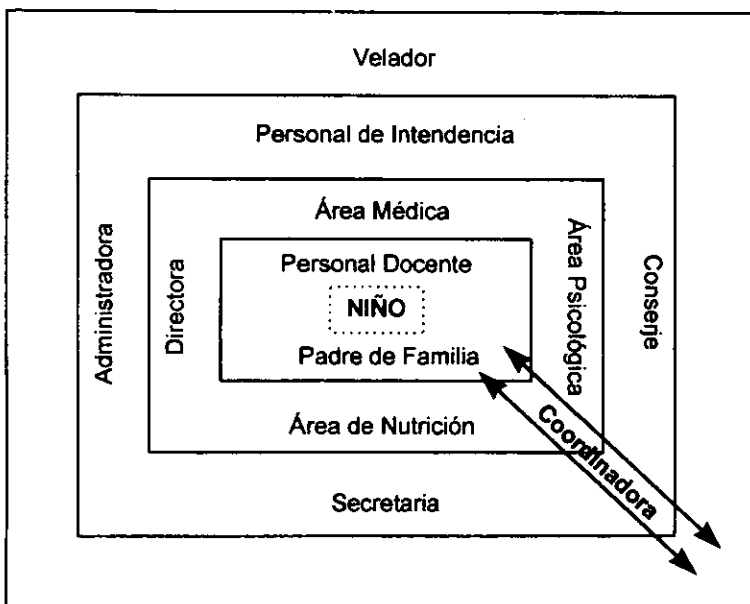 Velador
Personal de Intendencia
Administradora
Conserje
Área Médica
Directora
Área Psicológica
Personal Docente
NIÑO
Padre de Familia
Área de Nutrición
Coordinadora
Secretaria